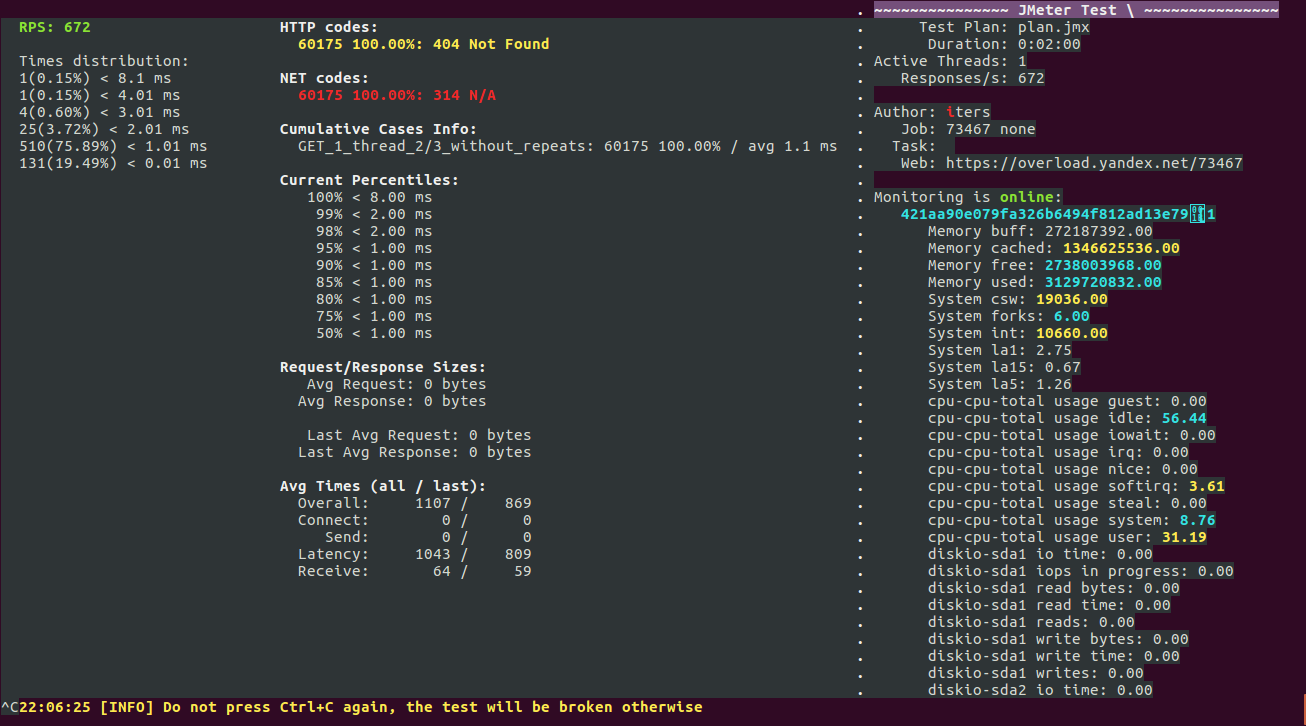 RPS: 672
Times distribution:
1(0.15%) < 8.1 ms
1(0.15%) < 4.01 ms
4(0.60%) < 3.01 ms
25(3.72%) < 2.01 ms
510(75.89%) < 1.01 ms
131(19.49%) < 0.01 ms
HTTP codes:
60175 100.00%: 404 Not Found
NET codes:
60175 100.00%: 314 N/A
Cumulative Cases Info:
GET_1_thread_2/3_without_repeats: 60175 100.00% / avg 1.1 ms
Current Percentiles:
100% < 8.00 ms
99% < 2.00 ms
98% < 2.00 ms
95% < 1.00 ms
90% < 1.00 ms
85% < 1.00 ms
80% < 1.00 ms
75% < 1.00 ms
50% < 1.00 ms
Request/Response Sizes:
Avg Request: 0 bytes
Avg Response: 0 bytes
Last Avg Request: 0 bytes
Last Avg Response: 0 bytes
Avg Times (all / last):
Overall: 1107 / 869
Connect: 0 / 0
Send: 0 / 0
Latency: 1043 / 809
Receive: 64 / 59
~~~~~~~~~~~~~~~ JMeter Test \ ~~~~~~~~~~~~~~~
Test Plan: plan.jmx
Duration: 0:02:00
Active Threads: 1
Responses/s: 672
Author: iters
Job: 73467 none
Task:
Web: https://overload.yandex.net/73467
Monitoring is online:
421aa90e079fa326b6494f812ad13e791
Memory buff: 272187392.00
Memory cached: 1346625536.00
Memory free: 2738003968.00
Memory used: 3129720832.00
System csw: 19036.00
System forks: 6.00
System int: 10660.00
System la1: 2.75
System la15: 0.67
System la5: 1.26
cpu-cpu-total usage guest: 0.00
cpu-cpu-total usage idle: 56.44
cpu-cpu-total usage iowait: 0.00
cpu-cpu-total usage irq: 0.00
cpu-cpu-total usage nice: 0.00
cpu-cpu-total usage softirq: 3.61
cpu-cpu-total usage steal: 0.00
cpu-cpu-total usage system: 8.76
cpu-cpu-total usage user: 31.19
diskio-sda1 io time: 0.00
diskio-sda1 iops in progress: 0.00
diskio-sda1 read bytes: 0.00
diskio-sda1 read time: 0.00
diskio-sda1 reads: 0.00
diskio-sda1 write bytes: 0.00
diskio-sda1 write time: 0.00
diskio-sda1 writes: 0.00
diskio-sda2 io time: 0.00
^C22:06:25 [INFO] Do not press Ctrl+C again, the test will be broken otherwise